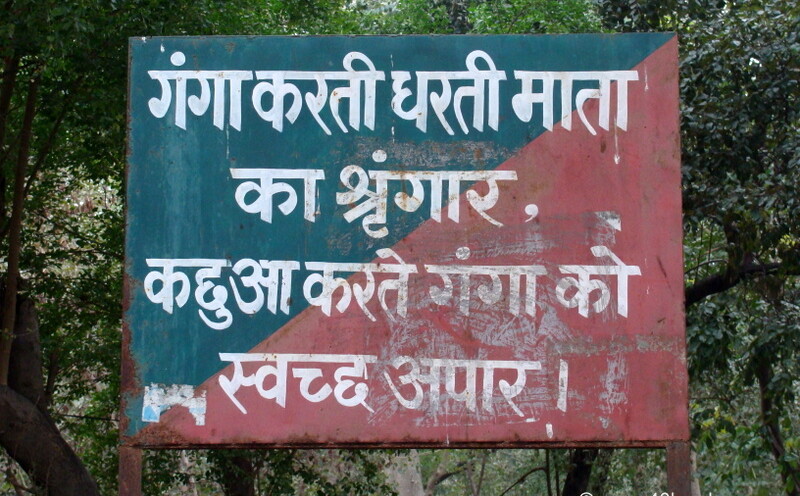 गंगा करती धरती माता
का श्रृंगार,
कछुआ करते गंगा को
स्वच्छ अपार ।